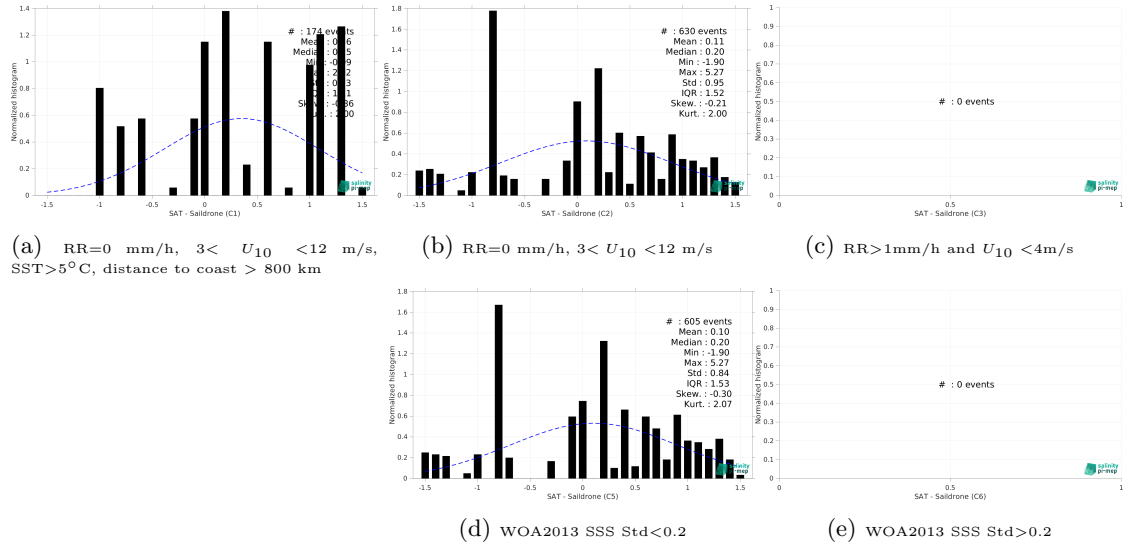 1.4
1.2
1
0.8
0.6
0.4
0.2
0
Normalized histogram
# : 174 events
Mean :
Median :
Min :
Std :
Skew. :
Kurt. : 2.00
salinity
pi-mep
-1.5 -1 -0.5 0 0.5 1 1.5
SAT - Saildrone (C1)
(a) RR=0 mm/h, 3< U10 <12 m/s,
SST>5°C, distance to coast > 800 km
1.8
1.6
1.4
1.2
1
0.8
0.6
0.4
0.2
0
Normalized histogram
# : 630 events
Mean : 0.11
Median : 0.20
Min : -1.90
Max : 5.27
Std : 0.95
IQR : 1.52
Skew. : -0.21
Kurt. : 2.00
salinity
pi-mep
-1.5 -1 -0.5 0 0.5 1 1.5
SAT - Saildrone (C2)
(b) RR=0 mm/h, 3< U10 <12 m/s
1
0.9
0.8
0.7
0.6
0.5
0.4
0.3
0.2
0.1
0
Normalized histogram
# : 0 events
salinity
pi-mep
0 1
SAT - Saildrone (C3)
(c) RR>1mm/h and U10 <4m/s
1.8
1.6
1.4
1.2
1
0.8
0.6
0.4
0.2
0
Normalized histogram
# : 605 events
Mean : 0.10
Median : 0.20
Min : -1.90
Max : 5.27
Std : 0.84
IQR : 1.53
Skew. : -0.30
Kurt. : 2.07
salinity
pi-mep
-1.5 -1 -0.5 0 0.5 1 1.5
SAT - Saildrone (C5)
(d) WOA2013 SSS Std<0.2
1
0.9
0.8
0.7
0.6
0.5
0.4
0.3
0.2
0.1
0
Normalized histogram
# : 0 events
salinity
pi-mep
0 1
SAT - Saildrone (C6)
(e) WOA2013 SSS Std>0.2